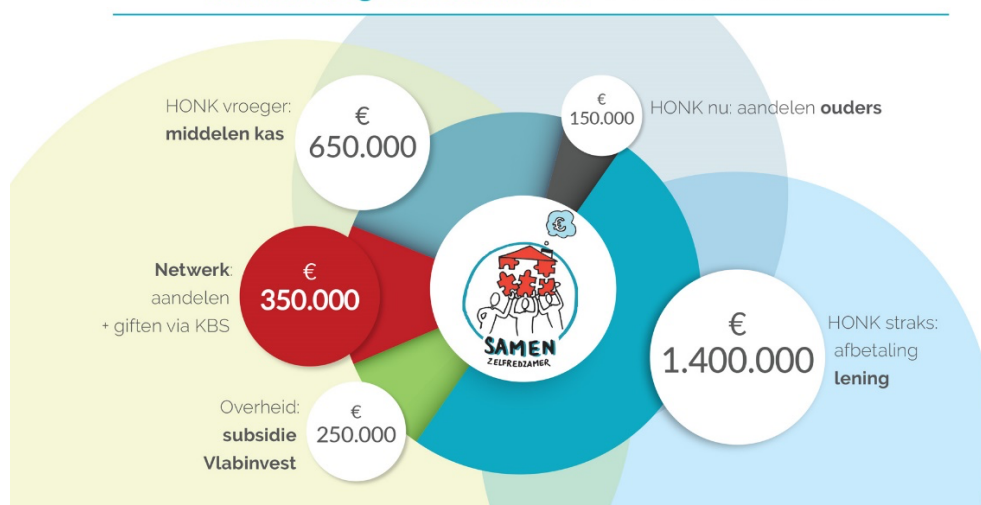 HONK vroeger:
middelen kas
€
650.000
€
150.000
HONK nu: aandelen ouders
Netwerk:
aandelen
+ giften via KBS
€
350.000
€
SAMEN
ZELFREDZAMER
€
1.400.000
HONK straks:
afbetaling
lening
Overheid:
subsidie
Vlabinvest
€
250.000